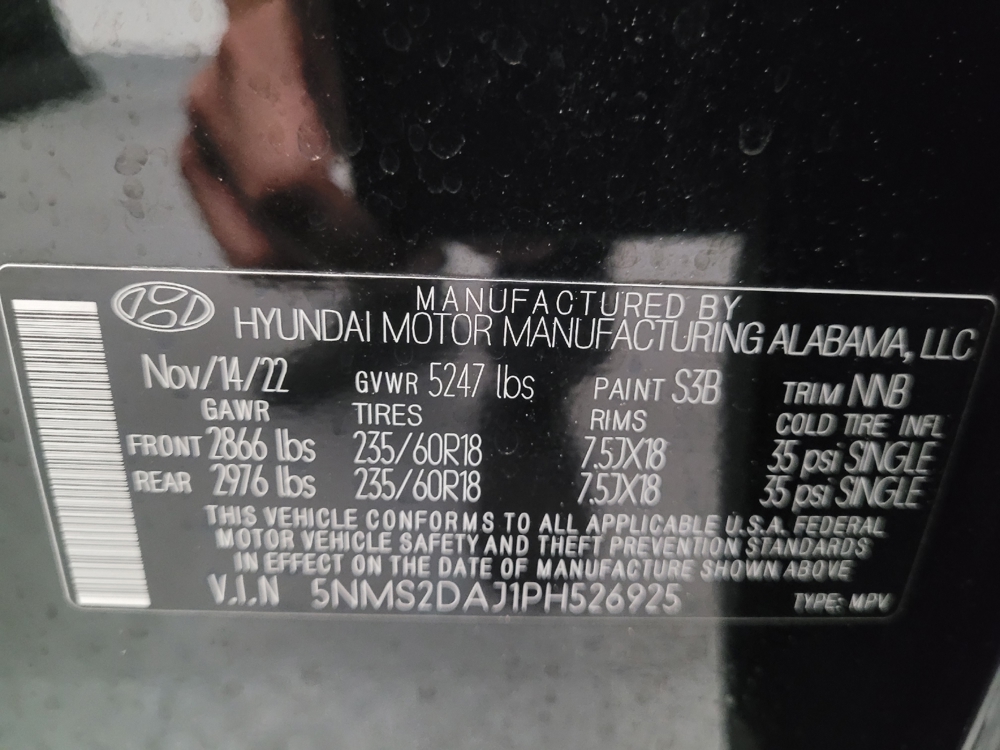 MANUFACTURED BY
HYUNDAI MOTOR MANUFACTURING ALABAMA, LLC
Nov/14/22 GVWR 5247 lbs PAINT S3B TRIM NNB
GAWR TIRES RIMS COLD TIRE INFL
FRONT 2866 lbs 235/60R18 7.5JX18 35 psi SINGLE
REAR 2976 lbs 235/60R18 7.5JX18 35 psi SINGLE
THIS VEHICLE CONFORMS TO ALL APPLICABLE U.S.A. FEDERAL
MOTOR VEHICLE SAFETY AND THEFT PREVENTION STANDARDS
IN EFFECT ON THE DATE OF MANUFACTURE SHOWN ABOVE
V.I.N 5NMS2DAJ1PH526925 TYPE: MPV